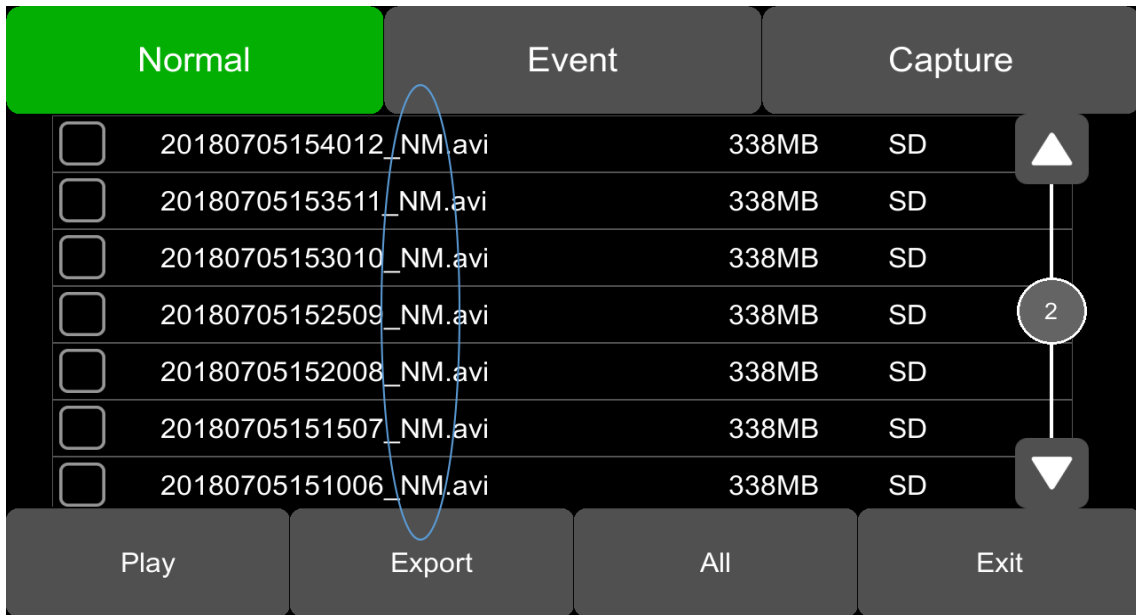 Normal Event Capture
20180705154012_NM.avi 338MB SD
20180705153511_NM.avi 338MB SD
20180705153010_NM.avi 338MB SD
20180705152509_NM.avi 338MB SD
2
20180705152008_NM.avi 338MB SD
20180705151507_NM.avi 338MB SD
20180705151006_NM.avi 338MB SD
Play Export All Exit